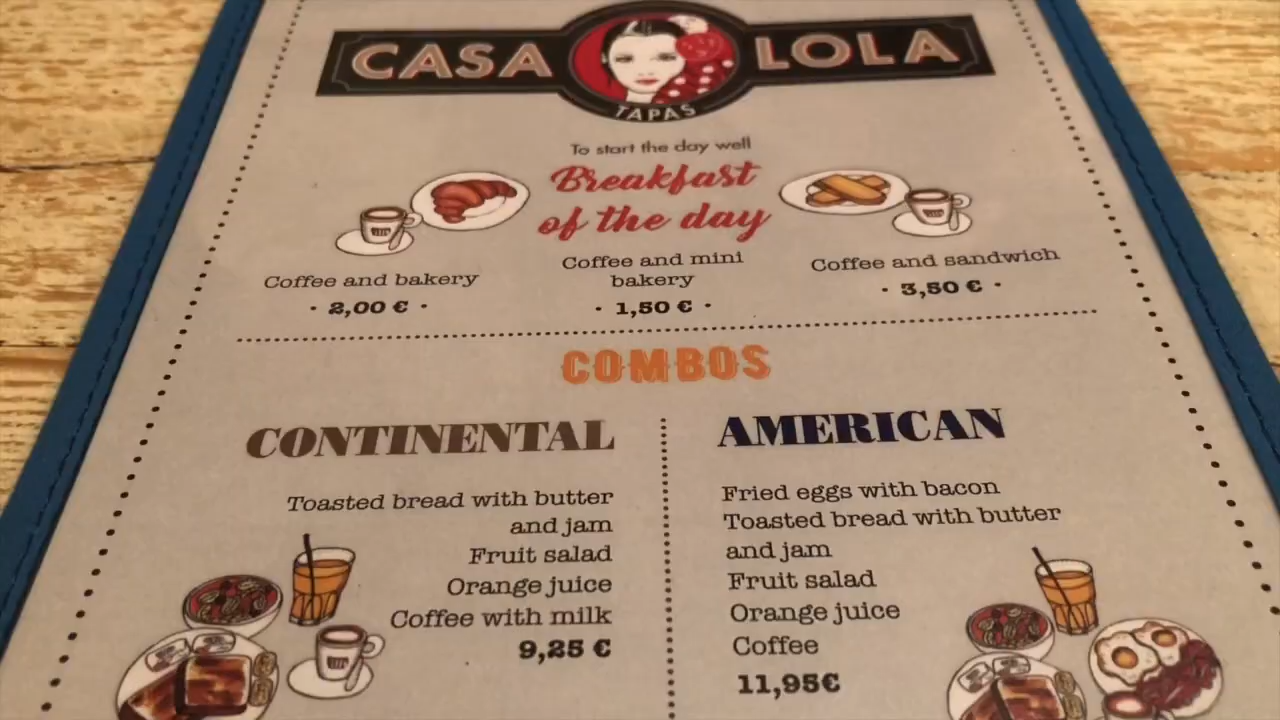 CASA LOLA
TAPAS
To start the day well
Breakfast
of the day
Coffee and bakery
· 2,00 € ·
Coffee and mini
bakery
· 1,50 € ·
Coffee and sandwich
· 3,50 € ·
COMBOS
CONTINENTAL
Toasted bread with butter
and jam
Fruit salad
Orange juice
Coffee with milk
9,25 €
AMERICAN
Fried eggs with bacon
Toasted bread with butter
and jam
Fruit salad
Orange juice
Coffee
11,95€